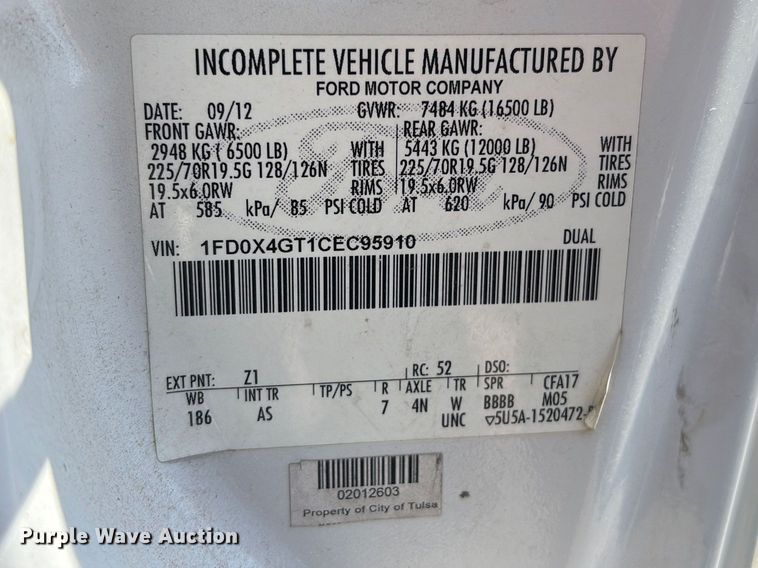 INCOMPLETE VEHICLE MANUFACTURED BY
FORD MOTOR COMPANY
DATE: 09/12 GVWR: 7484 KG (16500 LB)
FRONT GAWR: REAR GAWR:
2948 KG ( 6500 LB) WITH 5443 KG (12000 LB) WITH
225/70R19.5G 128/126N TIRES 225/70R19.5G 128/126N TIRES
19.5x6.0RW RIMS 19.5x6.0RW RIMS
AT 585 kPa/ 85 PSI COLD AT 620 kPa/ 90 PSI COLD
VIN: 1FD0X4GT1CEC95910 DUAL
EXT PNT: Z1 RC: 52 DSO:
WB INT TR TP/PS R AXLE TR SPR CFA17
186 AS 7 4N W BBBB M05
UNC ▽5U5A-1520472-
02012603
Property of City of Tulsa
Purple Wave Auction